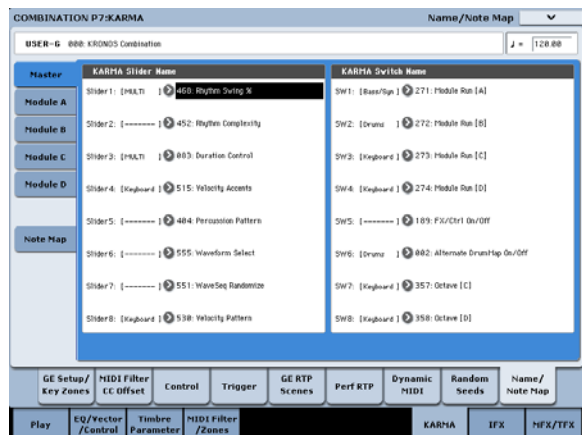 COMBINATION P7:KARMA Name/Note Map
USER-G 000: KRONOS Combination ♩ = 120.00
Master
Module A
Module B
Module C
Module D
Note Map
KARMA Slider Name
Slider1: [MULTI ] 460: Rhythm Swing %
Slider2: [------- ] 452: Rhythm Complexity
Slider3: [MULTI ] 003: Duration Control
Slider4: [Keyboard ] 515: Velocity Accents
Slider5: [------- ] 404: Percussion Pattern
Slider6: [------- ] 555: Waveform Select
Slider7: [------- ] 551: WaveSeq Randomize
Slider8: [Keyboard ] 530: Velocity Pattern
KARMA Switch Name
SW1: [Bass/Syn ] 271: Module Run [A]
SW2: [Drums ] 272: Module Run [B]
SW3: [Keyboard ] 273: Module Run [C]
SW4: [Keyboard ] 274: Module Run [D]
SW5: [------- ] 189: FX/Ctrl On/Off
SW6: [Drums ] 002: Alternate DrumMap On/Off
SW7: [Keyboard ] 357: Octave [C]
SW8: [Keyboard ] 358: Octave [D]
GE Setup/ Key Zones
MIDI Filter CC Offset
Control
Trigger
GE RTP Scenes
Perf RTP
Dynamic MIDI
Random Seeds
Name/ Note Map
Play
EQ/Vector /Control
Timbre Parameter
MIDI Filter /Zones
KARMA
IFX
MFX/TFX